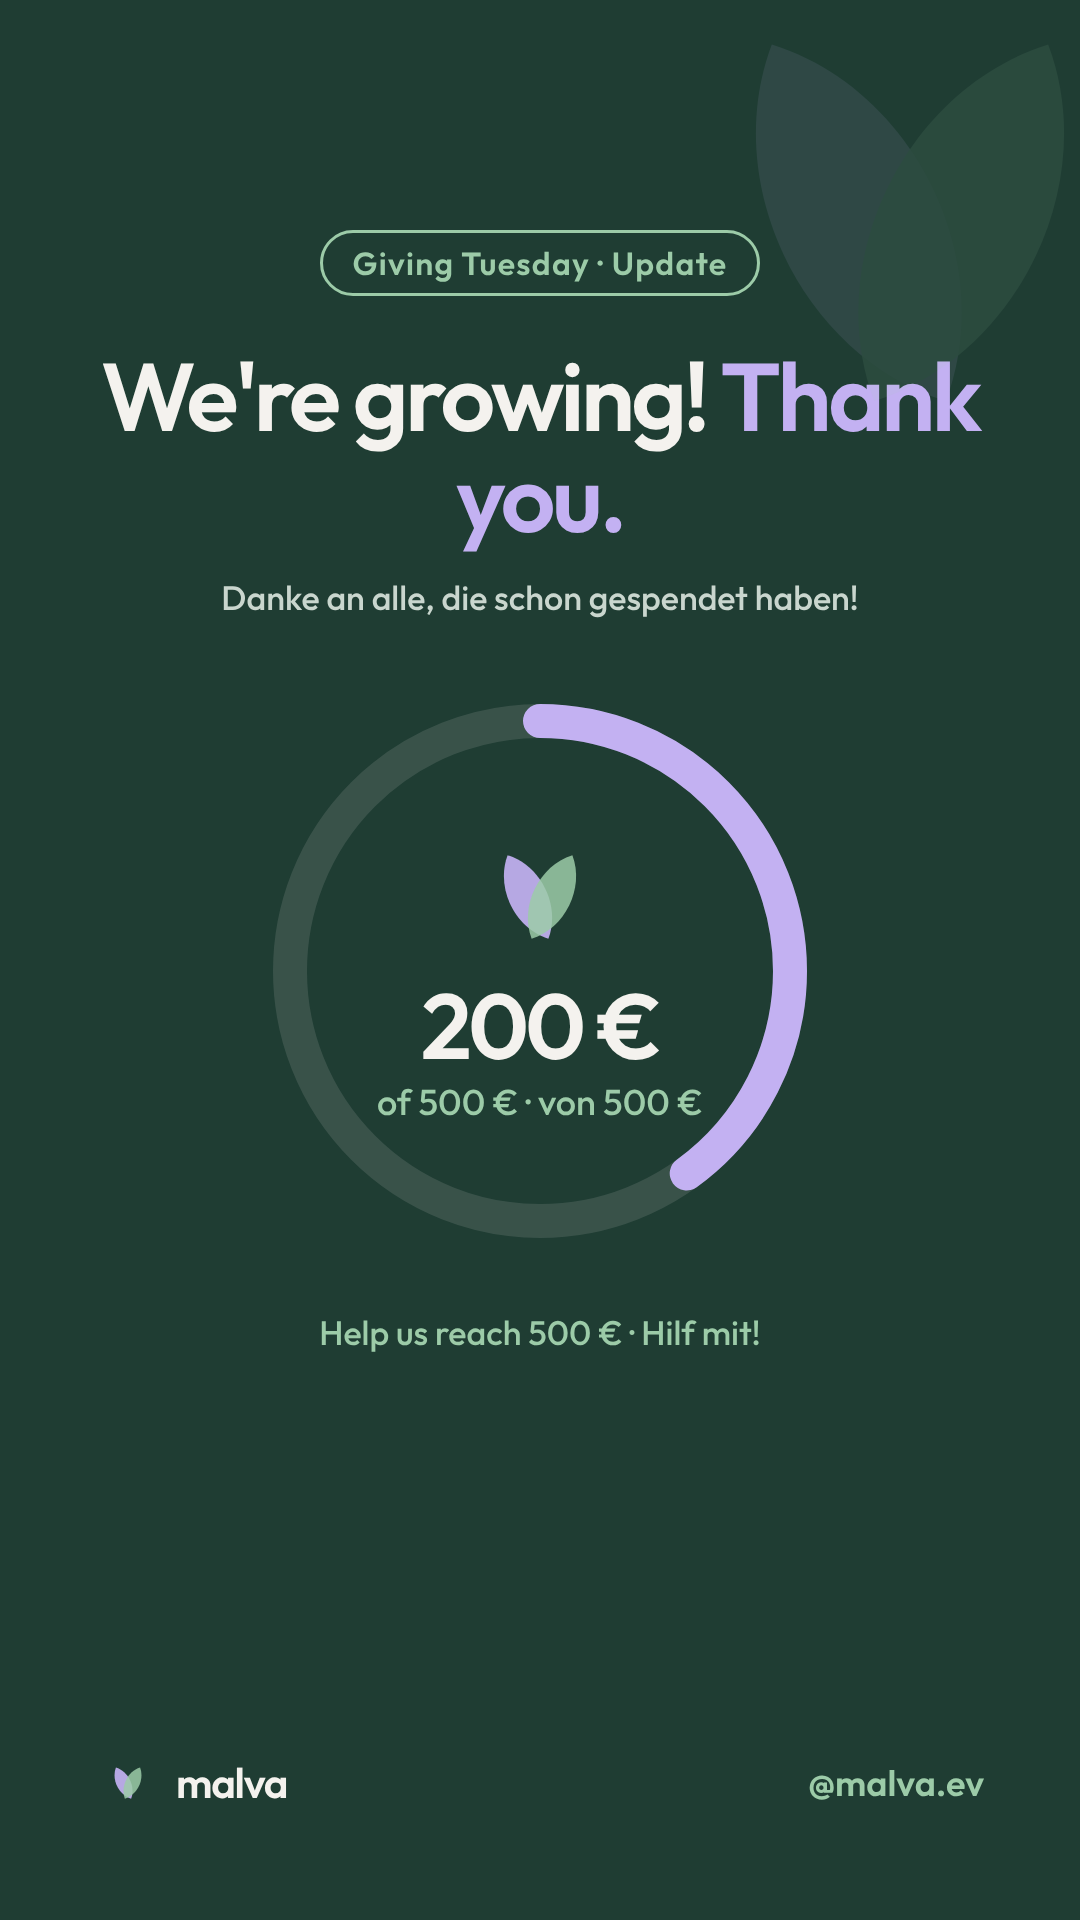 Giving Tuesday · Update
We're growing! Thank
you.
Danke an alle, die schon gespendet haben!
200 €
of 500 € · von 500 €
Help us reach 500 € · Hilf mit!
malva
@malva.ev